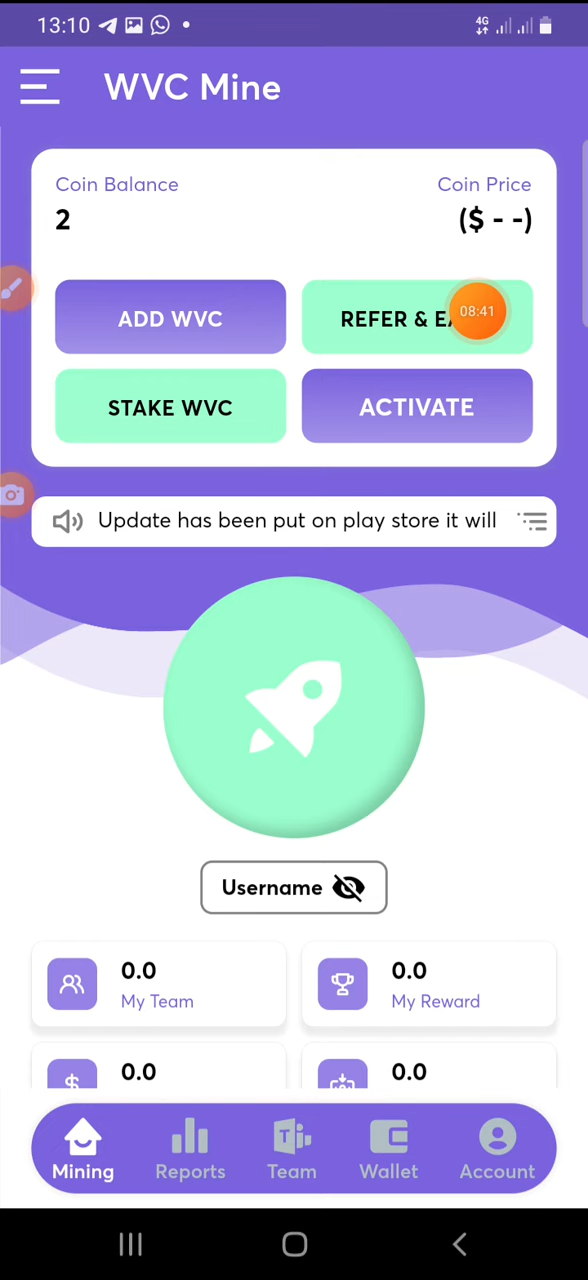 13:10
4G
WVC Mine
Coin Balance
Coin Price
2
($ - -)
ADD WVC
REFER & EA
08:41
STAKE WVC
ACTIVATE
Update has been put on play store it will
Username
0.0
My Team
0.0
My Reward
0.0
0.0
Mining
Reports
Team
Wallet
Account